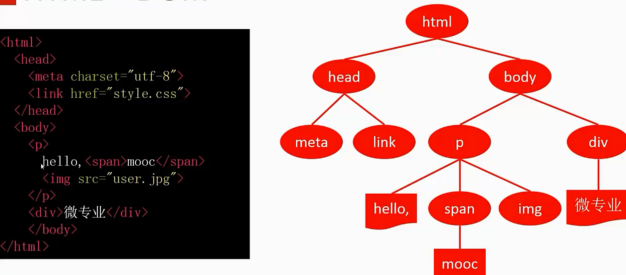 <html>
<head>
<meta charset="utf-8">
<link href="style.css">
</head>
<body>
<p>
hello,<span>mooc</span>
<img src="user.jpg">
</p>
<div>微专业</div>
</body>
</html>
html
head
body
meta
link
p
div
hello,
span
img
微专业
mooc